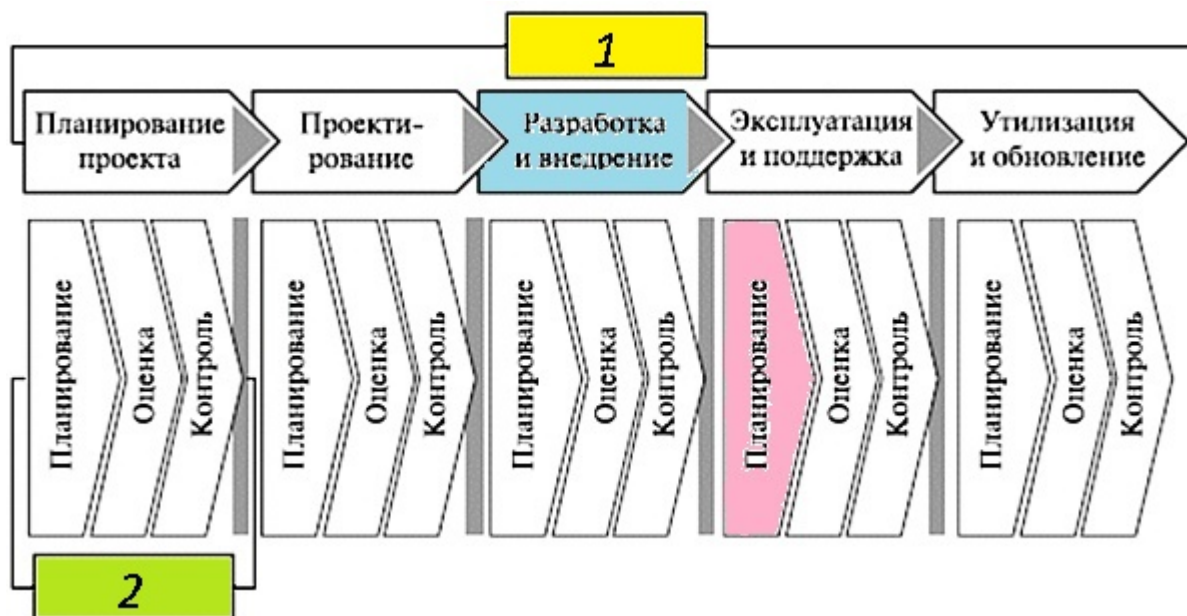 1
Планирование
проекта
Проекти-
рование
Разработка
и внедрение
Эксплуатация
и поддержка
Утилизация
и обновление
Планирование
Оценка
Контроль
Планирование
Оценка
Контроль
Планирование
Оценка
Контроль
Планирование
Оценка
Контроль
Планирование
Оценка
Контроль
2